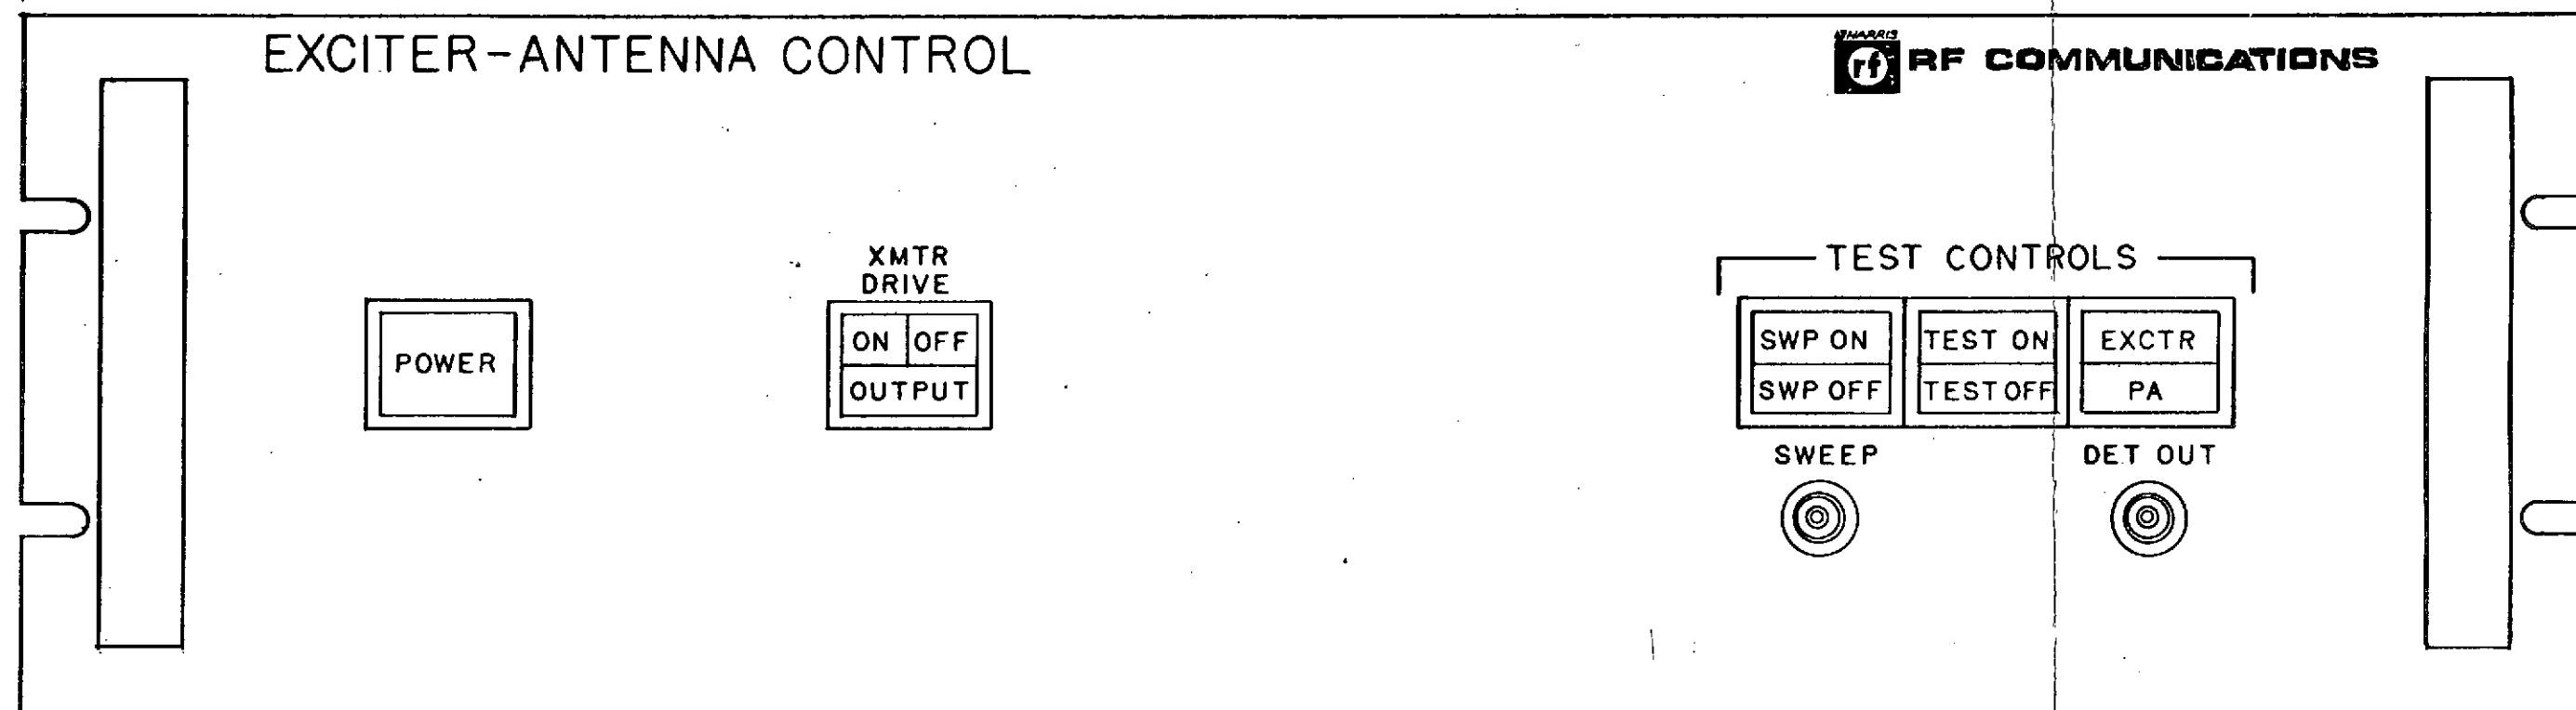 EXCITER-ANTENNA CONTROL
HARRIS
rf RF COMMUNICATIONS
XMTR
DRIVE
TEST CONTROLS
POWER
ON OFF
OUTPUT
SWP ON
SWP OFF
TEST ON
TEST OFF
EXCTR
PA
SWEEP
DET OUT